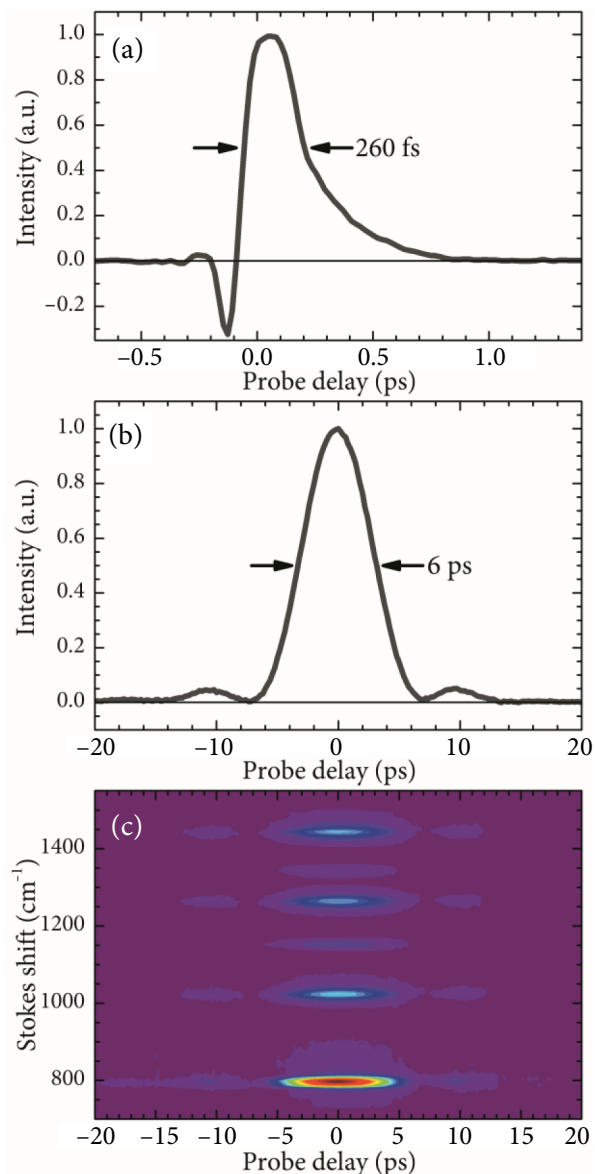 (a)
Intensity (a.u.)
1.0
0.8
0.6
0.4
0.2
0.0
−0.2
260 fs
−0.5 0.0 0.5 1.0
Probe delay (ps)
(b)
Intensity (a.u.)
1.0
0.8
0.6
0.4
0.2
0.0
6 ps
−20 −10 0 10 20
Probe delay (ps)
(c)
Stokes shift (cm⁻¹)
1400
1200
1000
800
−20 −15 −10 −5 0 5 10 15 20
Probe delay (ps)